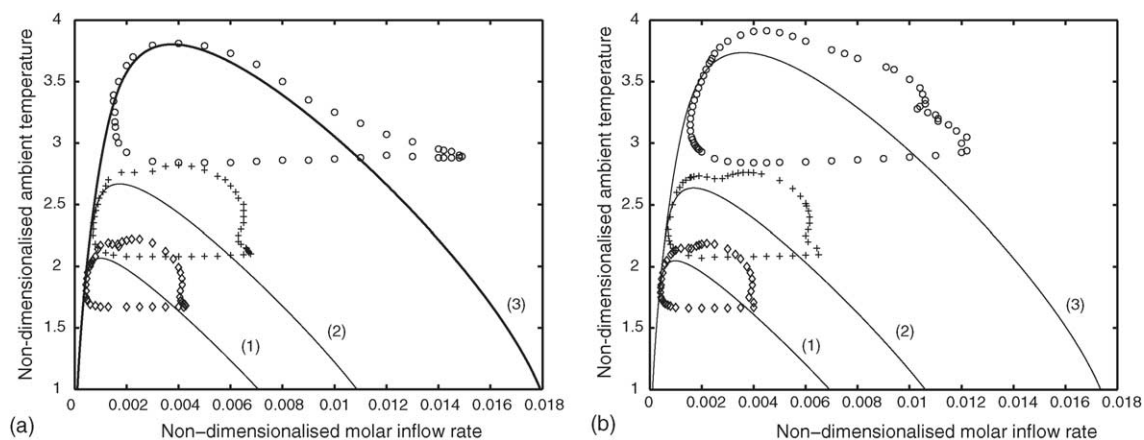 (a)
Non-dimensionalised ambient temperature
4
3.5
3
2.5
2
1.5
1
(1)
(2)
(3)
0 0.002 0.004 0.006 0.008 0.01 0.012 0.014 0.016 0.018
Non-dimensionalised molar inflow rate
(b)
Non-dimensionalised ambient temperature
4
3.5
3
2.5
2
1.5
1
(1)
(2)
(3)
0 0.002 0.004 0.006 0.008 0.01 0.012 0.014 0.016 0.018
Non-dimensionalised molar inflow rate